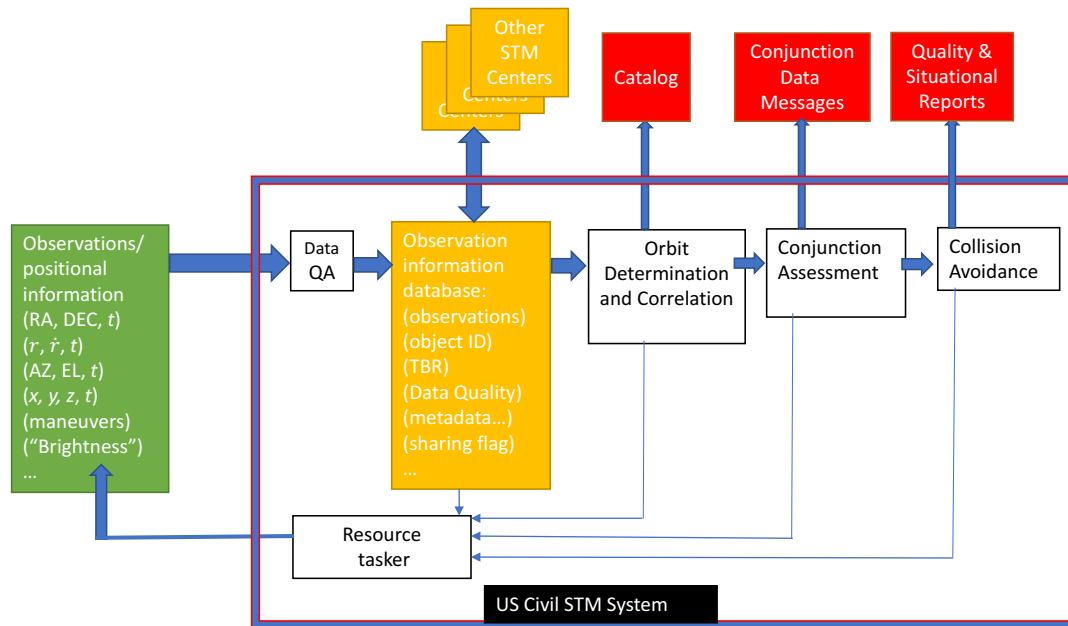 Other
STM
Centers
Centers
Centers
Catalog
Conjunction
Data
Messages
Quality &
Situational
Reports
Observations/
positional
information
(RA, DEC, t)
(r, ṙ, t)
(AZ, EL, t)
(x, y, z, t)
(maneuvers)
(“Brightness”)
...
Data
QA
Observation
information
database:
(observations)
(object ID)
(TBR)
(Data Quality)
(metadata...)
(sharing flag)
...
Orbit
Determination
and Correlation
Conjunction
Assessment
Collision
Avoidance
Resource
tasker
US Civil STM System